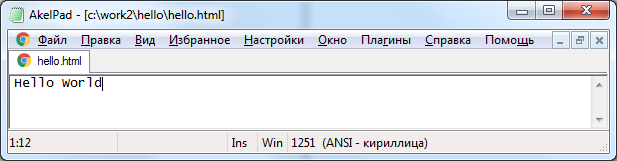 AkelPad - [c:\work2\hello\hello.html]
Файл Правка Вид Избранное Настройки Окно Плагины Справка Помощь
hello.html
Hello World
1:12 Ins Win 1251 (ANSI - кириллица)